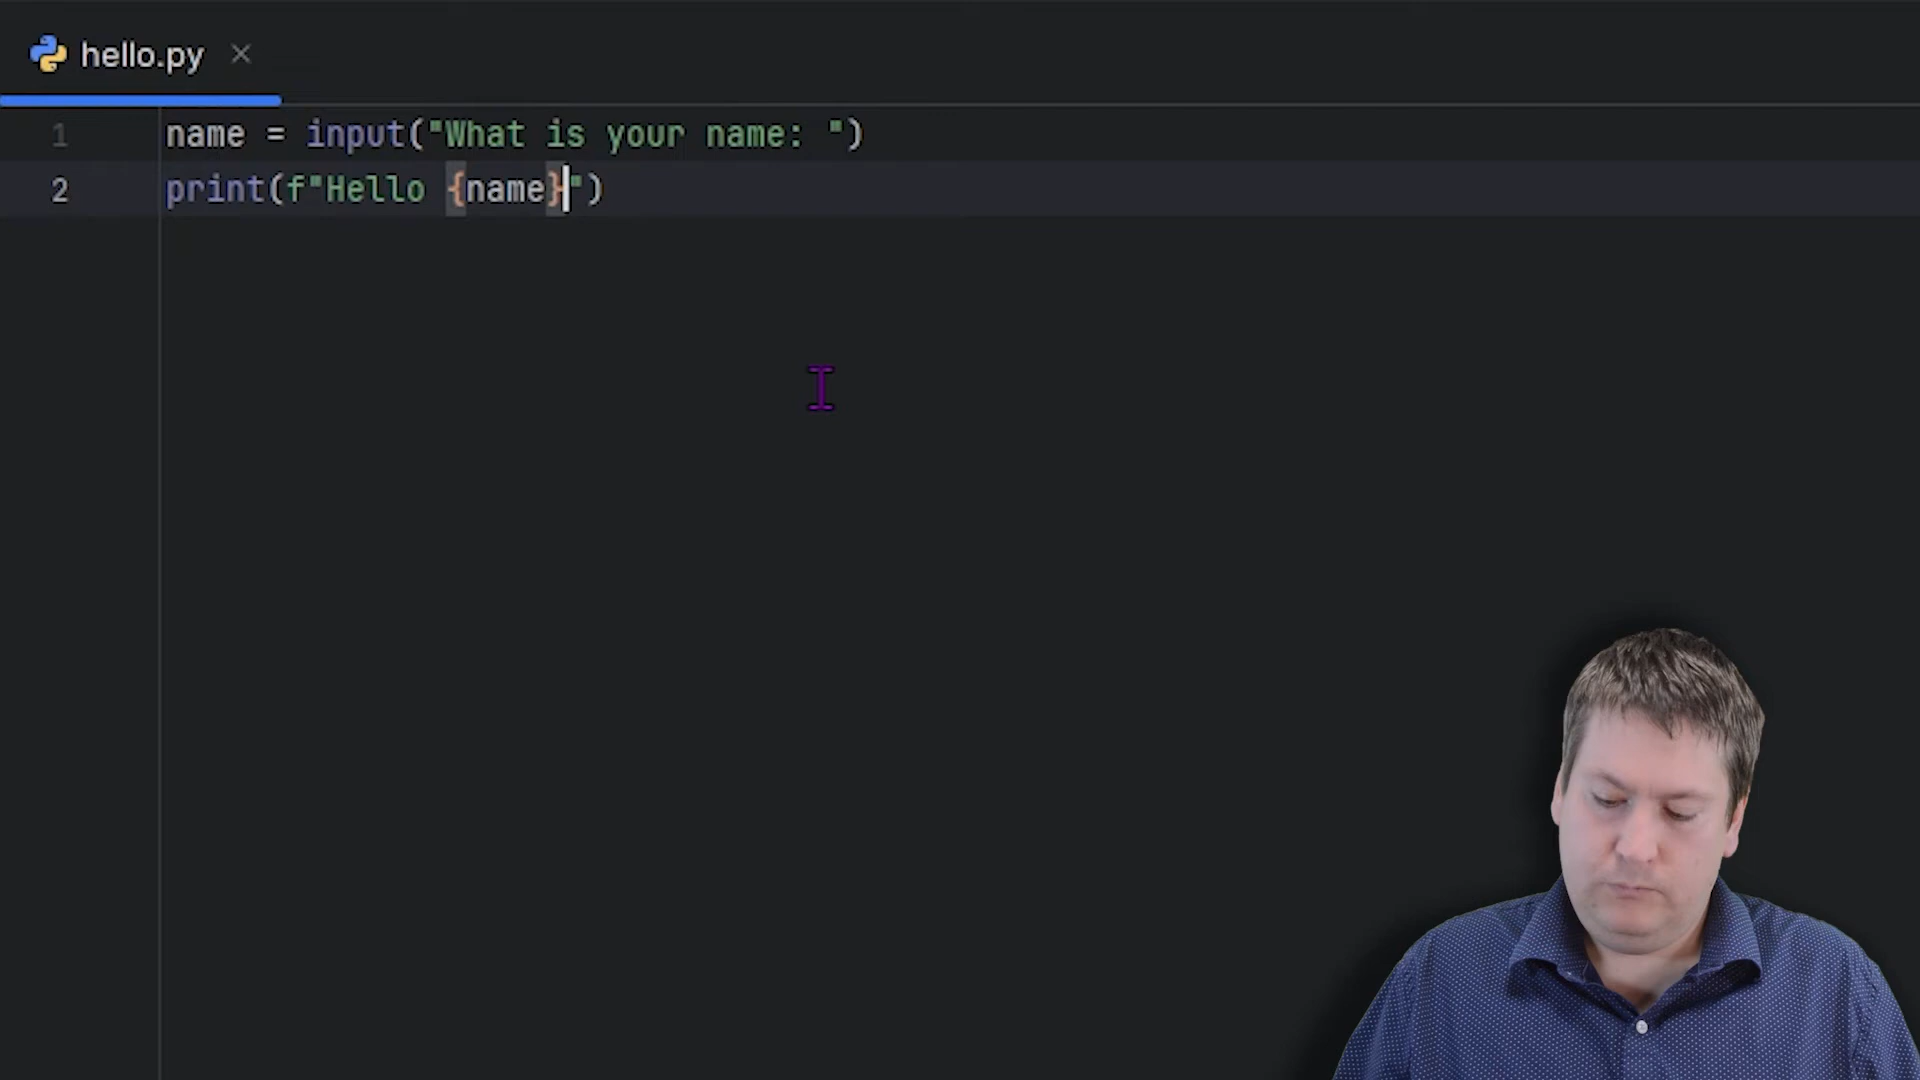 hello.py
1 name = input("What is your name: ")
2 print(f"Hello {name}")